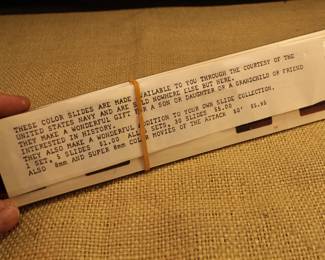 THESE COLOR SLIDES ARE MADE AVAILABLE TO YOU THROUGH THE COURTESY OF THE
UNITED STATES NAVY AND ARE SOLD NOWHERE ELSE BUT HERE.
THEY MAKE A WONDERFUL GIFT FOR A SON OR DAUGHTER OR A GRANDCHILD OR FRIEND
INTERESTED IN HISTORY.
THEY ALSO MAKE A WONDERFUL ADDITION TO YOUR OWN SLIDE COLLECTION.
1 SET, 5 SLIDES $1.00 ALL 6 SETS, 30 SLIDES $5.00
ALSO 8mm AND SUPER 8mm COLOR MOVIES OF THE ATTACK 50' $5.95